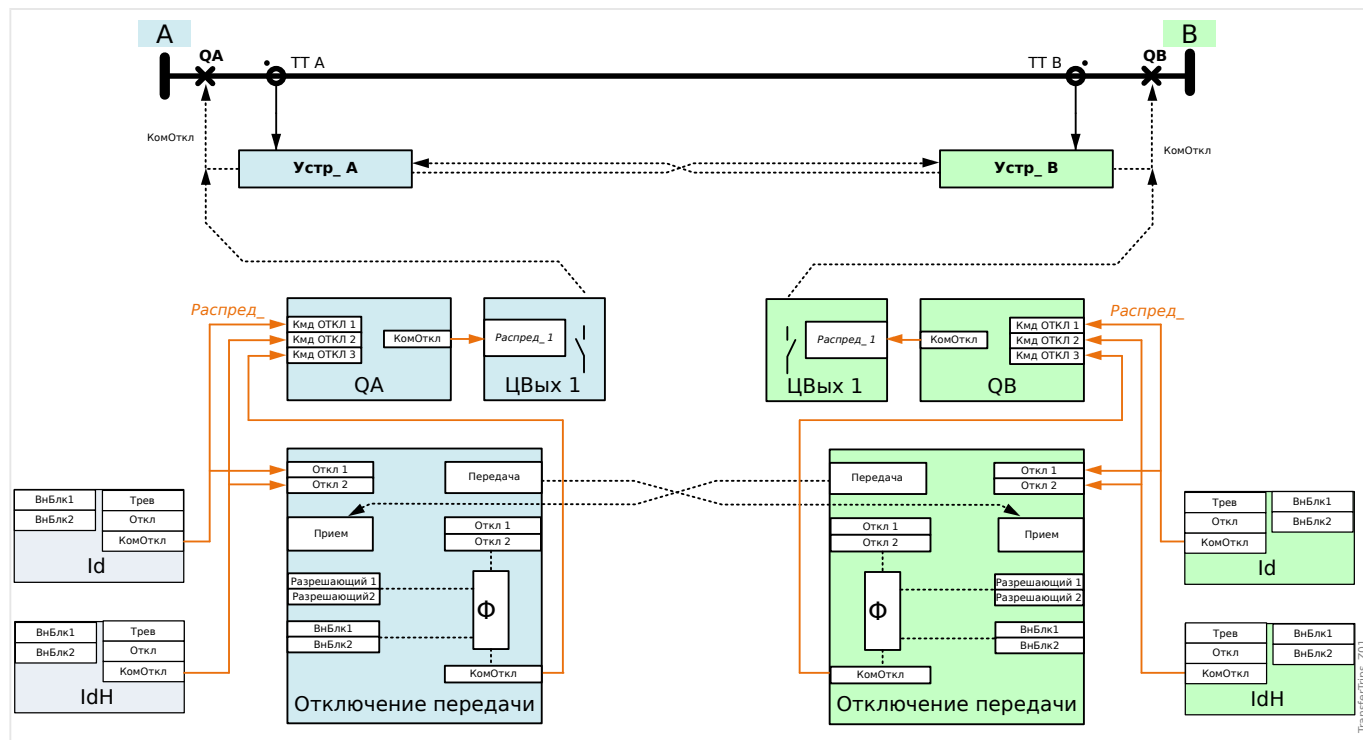 A
B
QA
ТТ А
ТТ В
QB
КомОткл
КомОткл
Устр_ А
Устр_ В
Распред_
Кмд ОТКЛ 1
Кмд ОТКЛ 2
Кмд ОТКЛ 3
КомОткл
QA
Распред_ 1
ЦВых 1
Распред_ 1
ЦВых 1
КомОткл
Кмд ОТКЛ 1
Кмд ОТКЛ 2
Кмд ОТКЛ 3
QB
Распред_
ВнБлк1
ВнБлк2
Трев
Откл
КомОткл
Id
ВнБлк1
ВнБлк2
Трев
Откл
КомОткл
IdH
Откл 1
Откл 2
Передача
Прием
Откл 1
Откл 2
Разрешающий 1
Разрешающий2
Ф
ВнБлк1
ВнБлк2
КомОткл
Отключение передачи
Передача
Откл 1
Откл 2
Откл 1
Откл 2
Прием
Разрешающий 1
Разрешающий 2
Ф
ВнБлк1
ВнБлк2
КомОткл
Отключение передачи
Трев
Откл
КомОткл
ВнБлк1
ВнБлк2
Id
Трев
Откл
КомОткл
ВнБлк1
ВнБлк2
IdH
TransferTrips_Z01